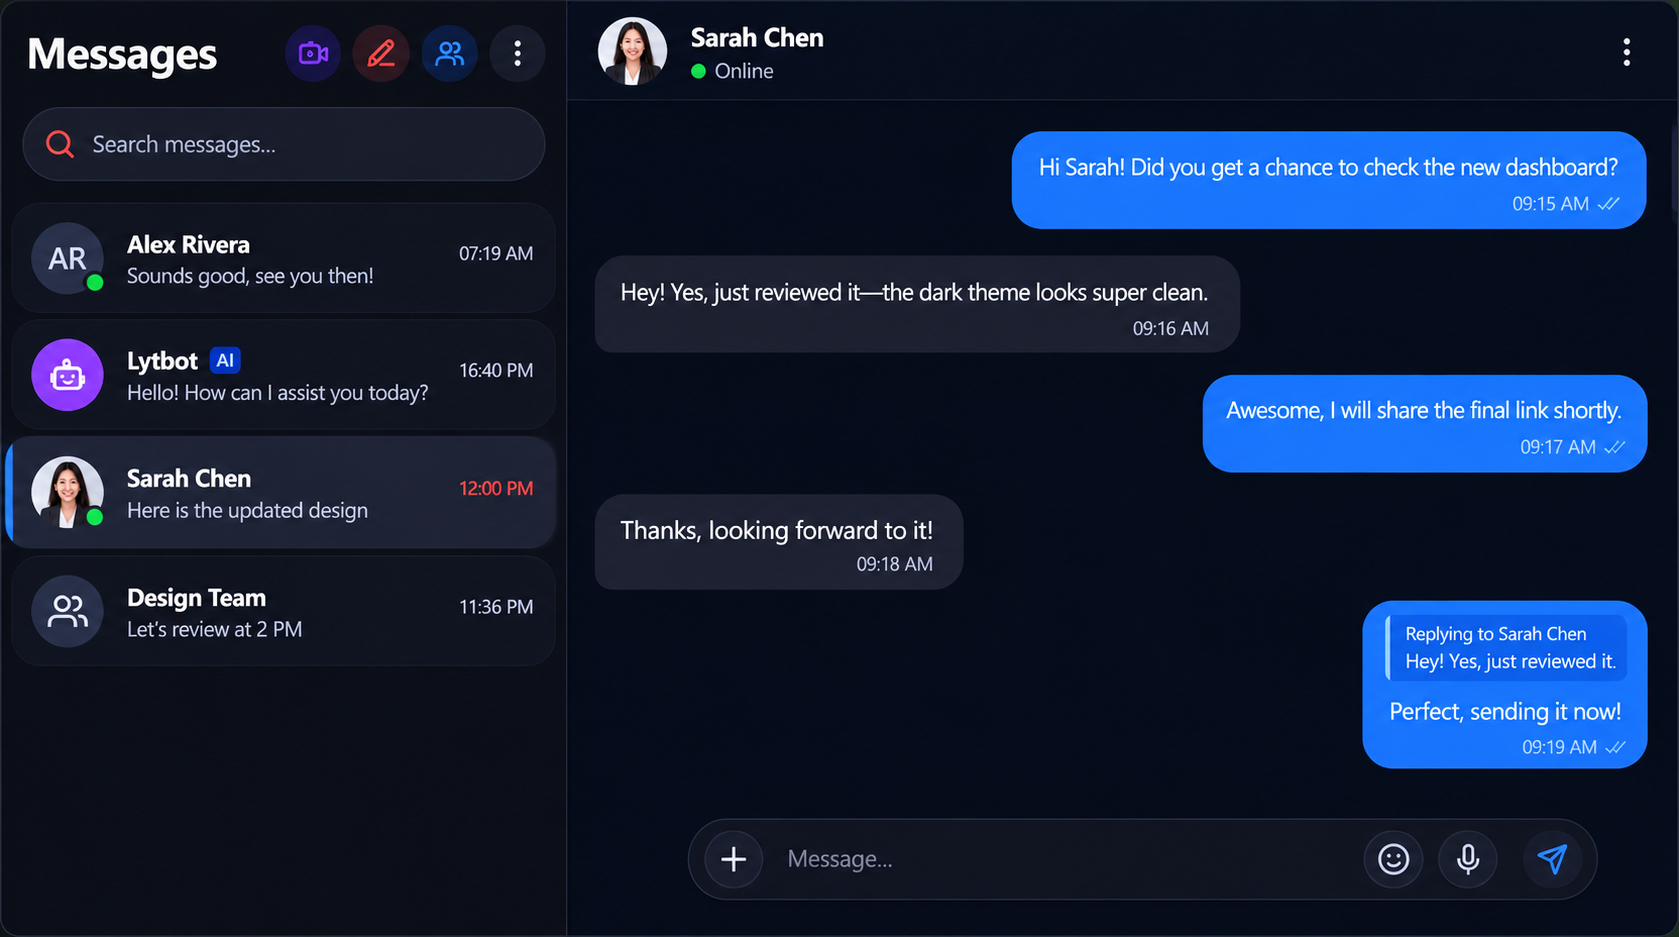 Messages
Search messages...
AR
Alex Rivera
07:19 AM
Sounds good, see you then!
Lytbot AI
16:40 PM
Hello! How can I assist you today?
Sarah Chen
12:00 PM
Here is the updated design
Design Team
11:36 PM
Let's review at 2 PM
Sarah Chen
Online
Hi Sarah! Did you get a chance to check the new dashboard?
09:15 AM
Hey! Yes, just reviewed it—the dark theme looks super clean.
09:16 AM
Awesome, I will share the final link shortly.
09:17 AM
Thanks, looking forward to it!
09:18 AM
Replying to Sarah Chen
Hey! Yes, just reviewed it.
Perfect, sending it now!
09:19 AM
Message...